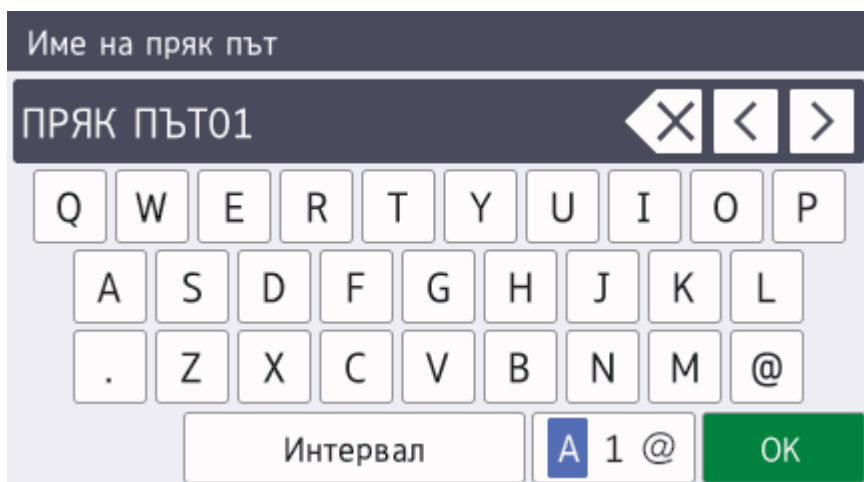 Име на пряк път
ПРЯК ПЪТ01
Q W E R T Y U I O P
A S D F G H J K L
. Z X C V B N M @
Интервал A 1 @ OK